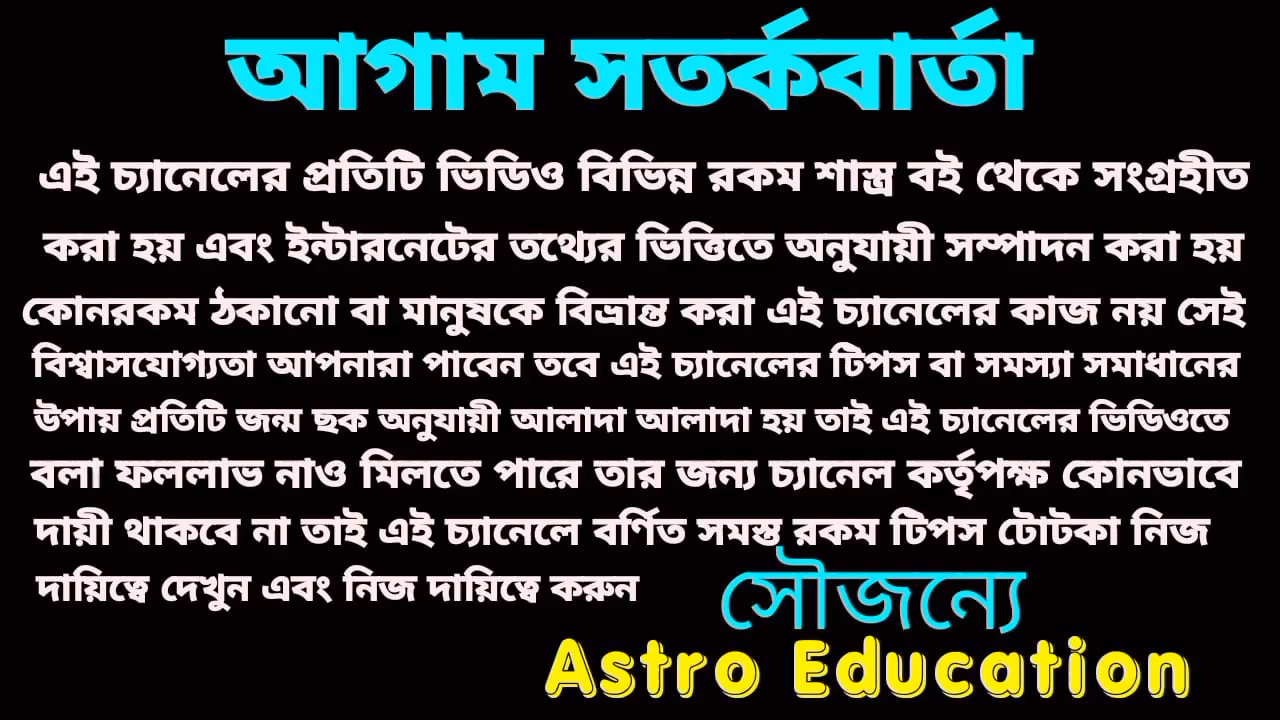 আগাম সতর্কবার্তা
এই চ্যানেলের প্রতিটি ভিডিও বিভিন্ন রকম শাস্ত্র বই থেকে সংগ্রহীত
করা হয় এবং ইন্টারনেটের তথ্যের ভিত্তিতে অনুযায়ী সম্পাদন করা হয়
কোনরকম ঠকানো বা মানুষকে বিভ্রান্ত করা এই চ্যানেলের কাজ নয় সেই
বিশ্বাসযোগ্যতা আপনারা পাবেন তবে এই চ্যানেলের টিপস বা সমস্যা সমাধানের
উপায় প্রতিটি জন্ম ছক অনুযায়ী আলাদা আলাদা হয় তাই এই চ্যানেলের ভিডিওতে
বলা ফললাভ নাও মিলতে পারে তার জন্য চ্যানেল কর্তৃপক্ষ কোনভাবে
দায়ী থাকবে না তাই এই চ্যানেলে বর্ণিত সমস্ত রকম টিপস টোটকা নিজ
দায়িত্বে দেখুন এবং নিজ দায়িত্বে করুন
সৌজন্যে
Astro Education